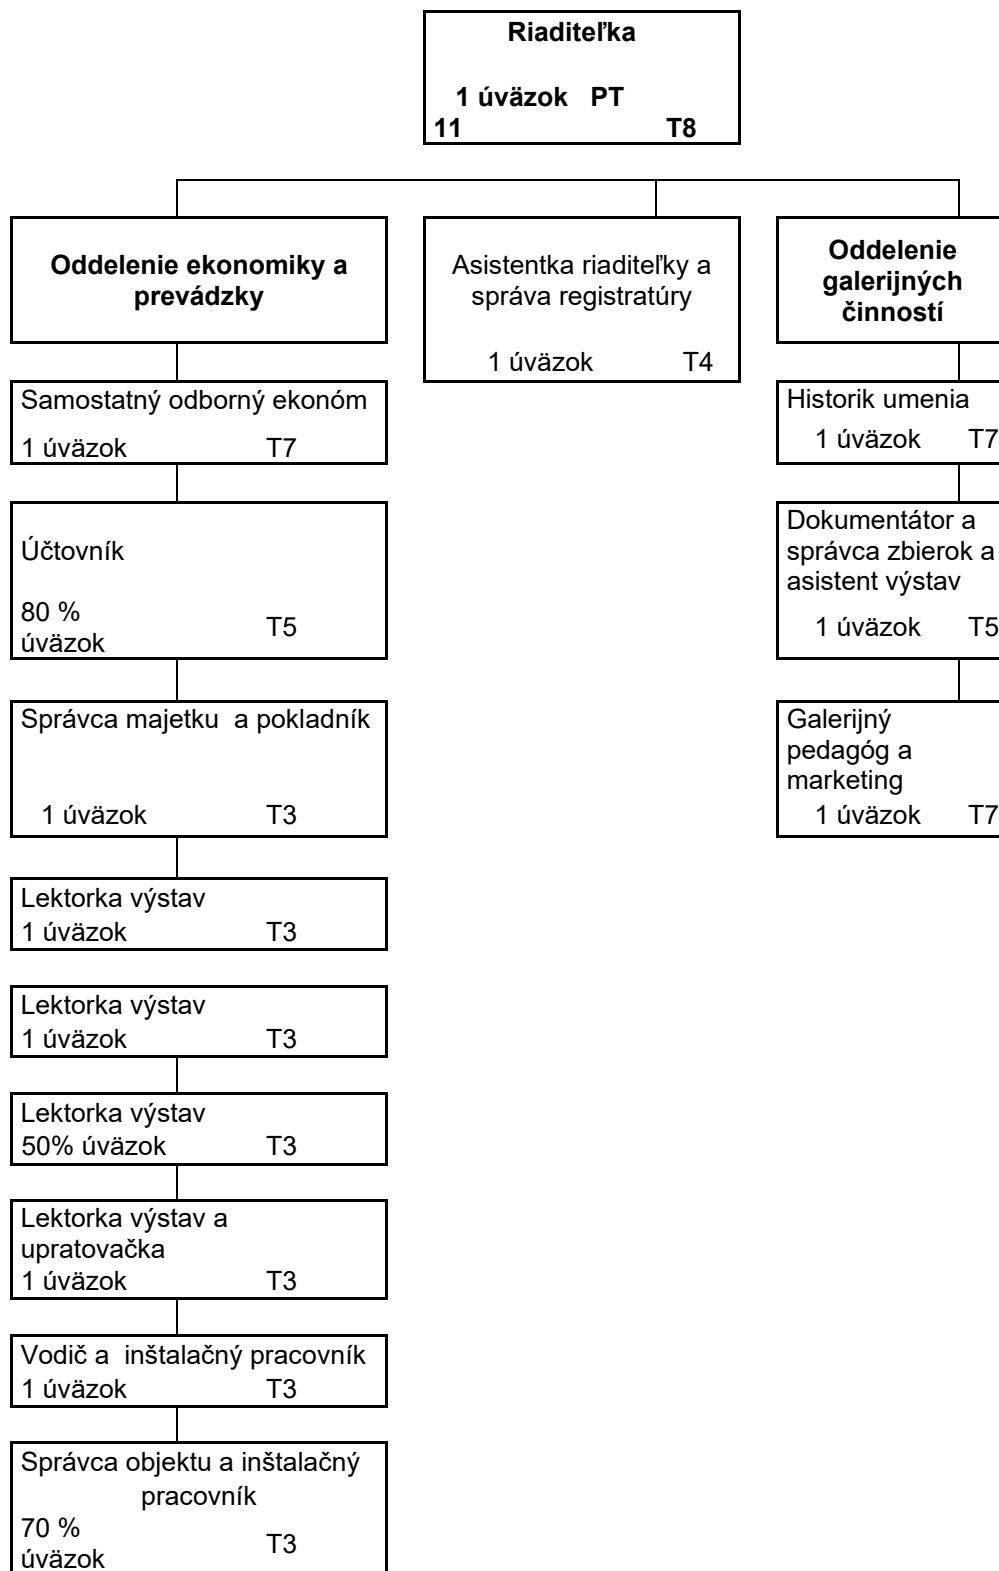 Riaditeľka
1 úväzok PT
11 T8
Oddelenie ekonomiky a
prevádzky
Asistentka riaditeľky a
správa registratúry
1 úväzok T4
Oddelenie
galerijných
činností
Samostatný odborný ekonóm
1 úväzok T7
Historik umenia
1 úväzok T7
Účtovník
80 %
úväzok T5
Dokumentátor a
správca zbierok a
asistent výstav
1 úväzok T5
Správca majetku a pokladník
1 úväzok T3
Galerijný
pedagóg a
marketing
1 úväzok T7
Lektorka výstav
1 úväzok T3
Lektorka výstav
1 úväzok T3
Lektorka výstav
50% úväzok T3
Lektorka výstav a
upratovačka
1 úväzok T3
Vodič a inštalačný pracovník
1 úväzok T3
Správca objektu a inštalačný
pracovník
70 %
úväzok T3